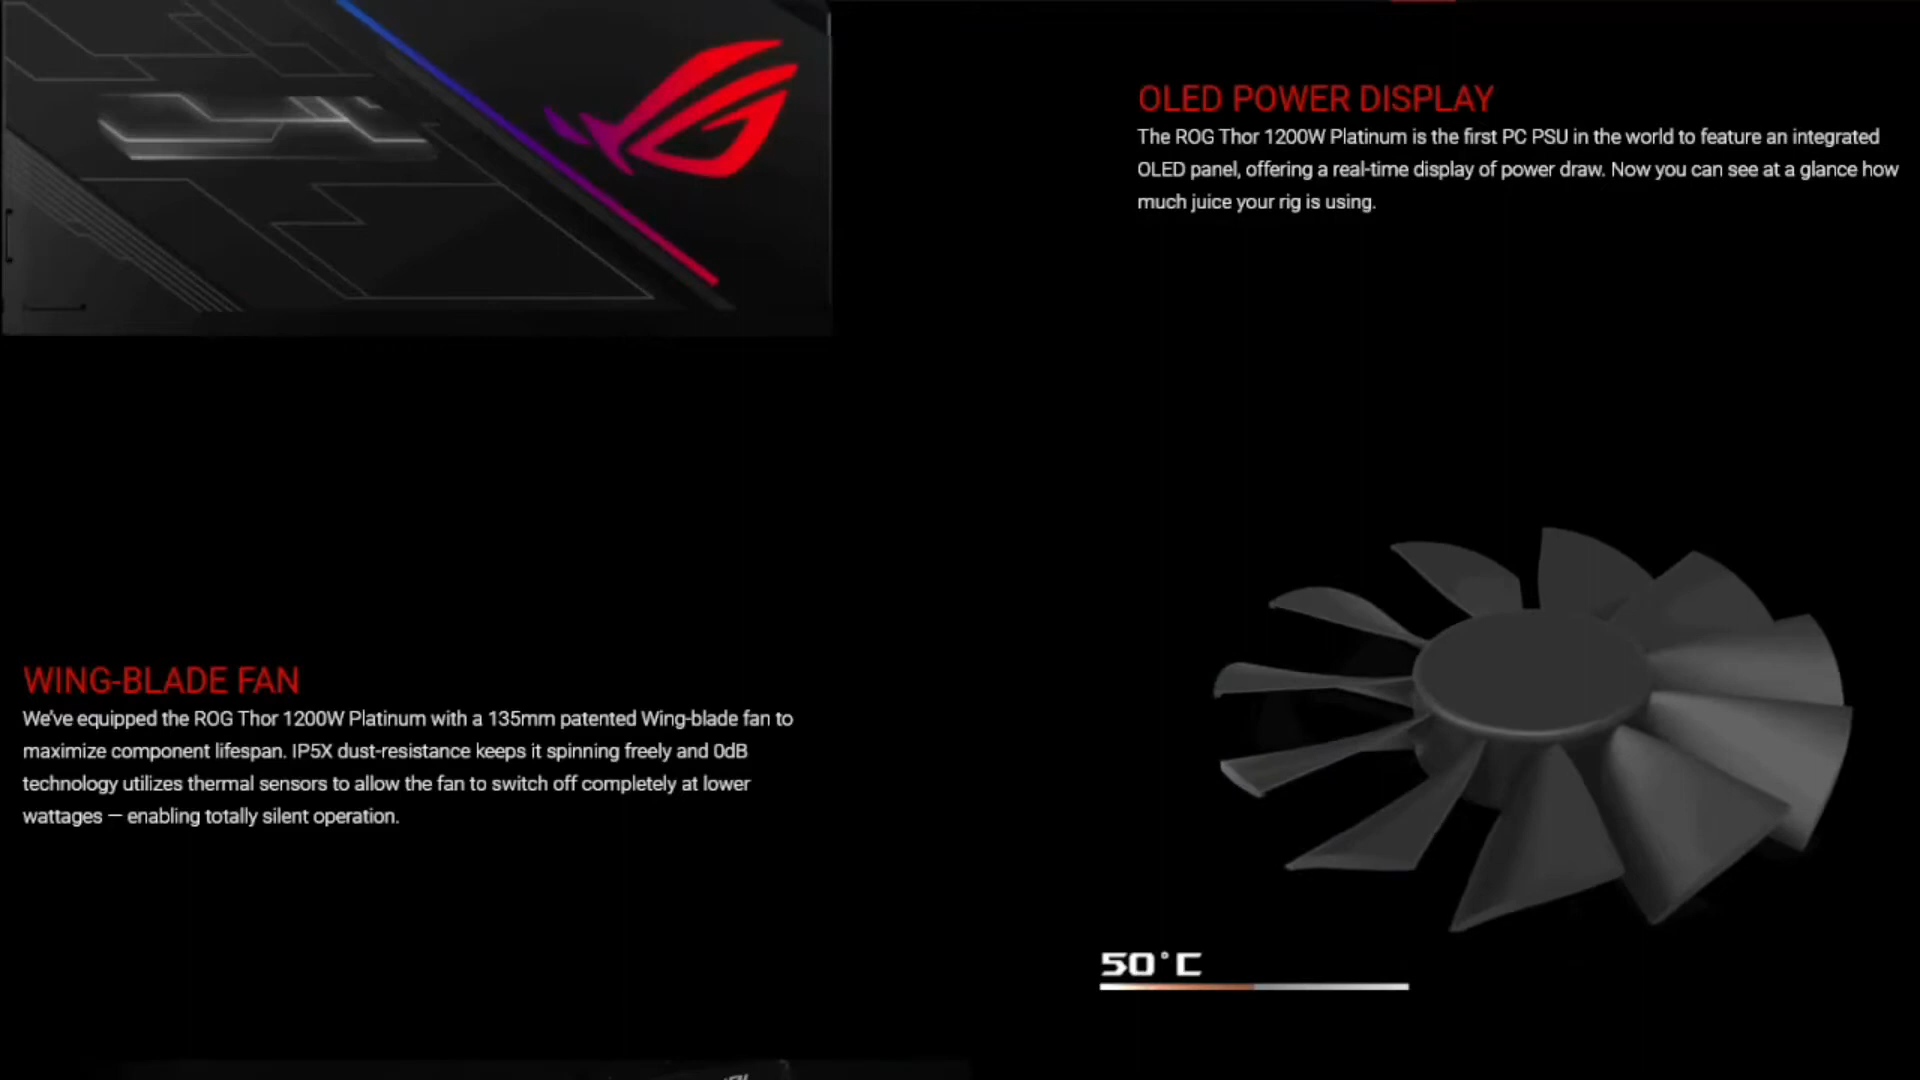 OLED POWER DISPLAY
The ROG Thor 1200W Platinum is the first PC PSU in the world to feature an integrated
OLED panel, offering a real-time display of power draw. Now you can see at a glance how
much juice your rig is using.
WING-BLADE FAN
We've equipped the ROG Thor 1200W Platinum with a 135mm patented Wing-blade fan to
maximize component lifespan. IP5X dust-resistance keeps it spinning freely and 0dB
technology utilizes thermal sensors to allow the fan to switch off completely at lower
wattages — enabling totally silent operation.
50°C